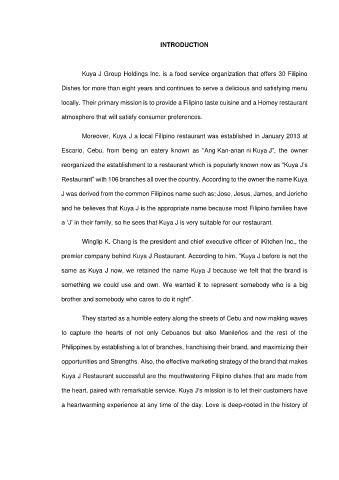 INTRODUCTION
Kuya J Group Holdings Inc. is a food service organization that offers 30 Filipino
Dishes for more than eight years and continues to serve a delicious and satisfying menu
locally. Their primary mission is to provide a Filipino taste cuisine and a Homey restaurant
atmosphere that will satisfy consumer preferences.
Moreover, Kuya J a local Filipino restaurant was established in January 2013 at
Escario, Cebu, from being an eatery known as “Ang Kan-anan ni Kuya J”, the owner
reorganized the establishment to a restaurant which is popularly known now as “Kuya J’s
Restaurant” with 106 branches all over the country. According to the owner the name Kuya
J was derived from the common Filipinos name such as; Jose, Jesus, James, and Jericho
and he believes that Kuya J is the appropriate name because most Filipino families have
a ‘J’ in their family, so he sees that Kuya J is very suitable for our restaurant.
Winglip K. Chang is the president and chief executive officer of iKitchen Inc., the
premier company behind Kuya J Restaurant. According to him, "Kuya J before is not the
same as Kuya J now, we retained the name Kuya J because we felt that the brand is
something we could use and own. We wanted it to represent somebody who is a big
brother and somebody who cares to do it right".
They started as a humble eatery along the streets of Cebu and now making waves
to capture the hearts of not only Cebuanos but also Manileños and the rest of the
Philippines by establishing a lot of branches, franchising their brand, and maximizing their
opportunities and Strengths. Also, the effective marketing strategy of the brand that makes
Kuya J Restaurant successful are the mouthwatering Filipino dishes that are made from
the heart, paired with remarkable service. Kuya J's mission is to let their customers have
a heartwarming experience at any time of the day. Love is deep-rooted in the history of